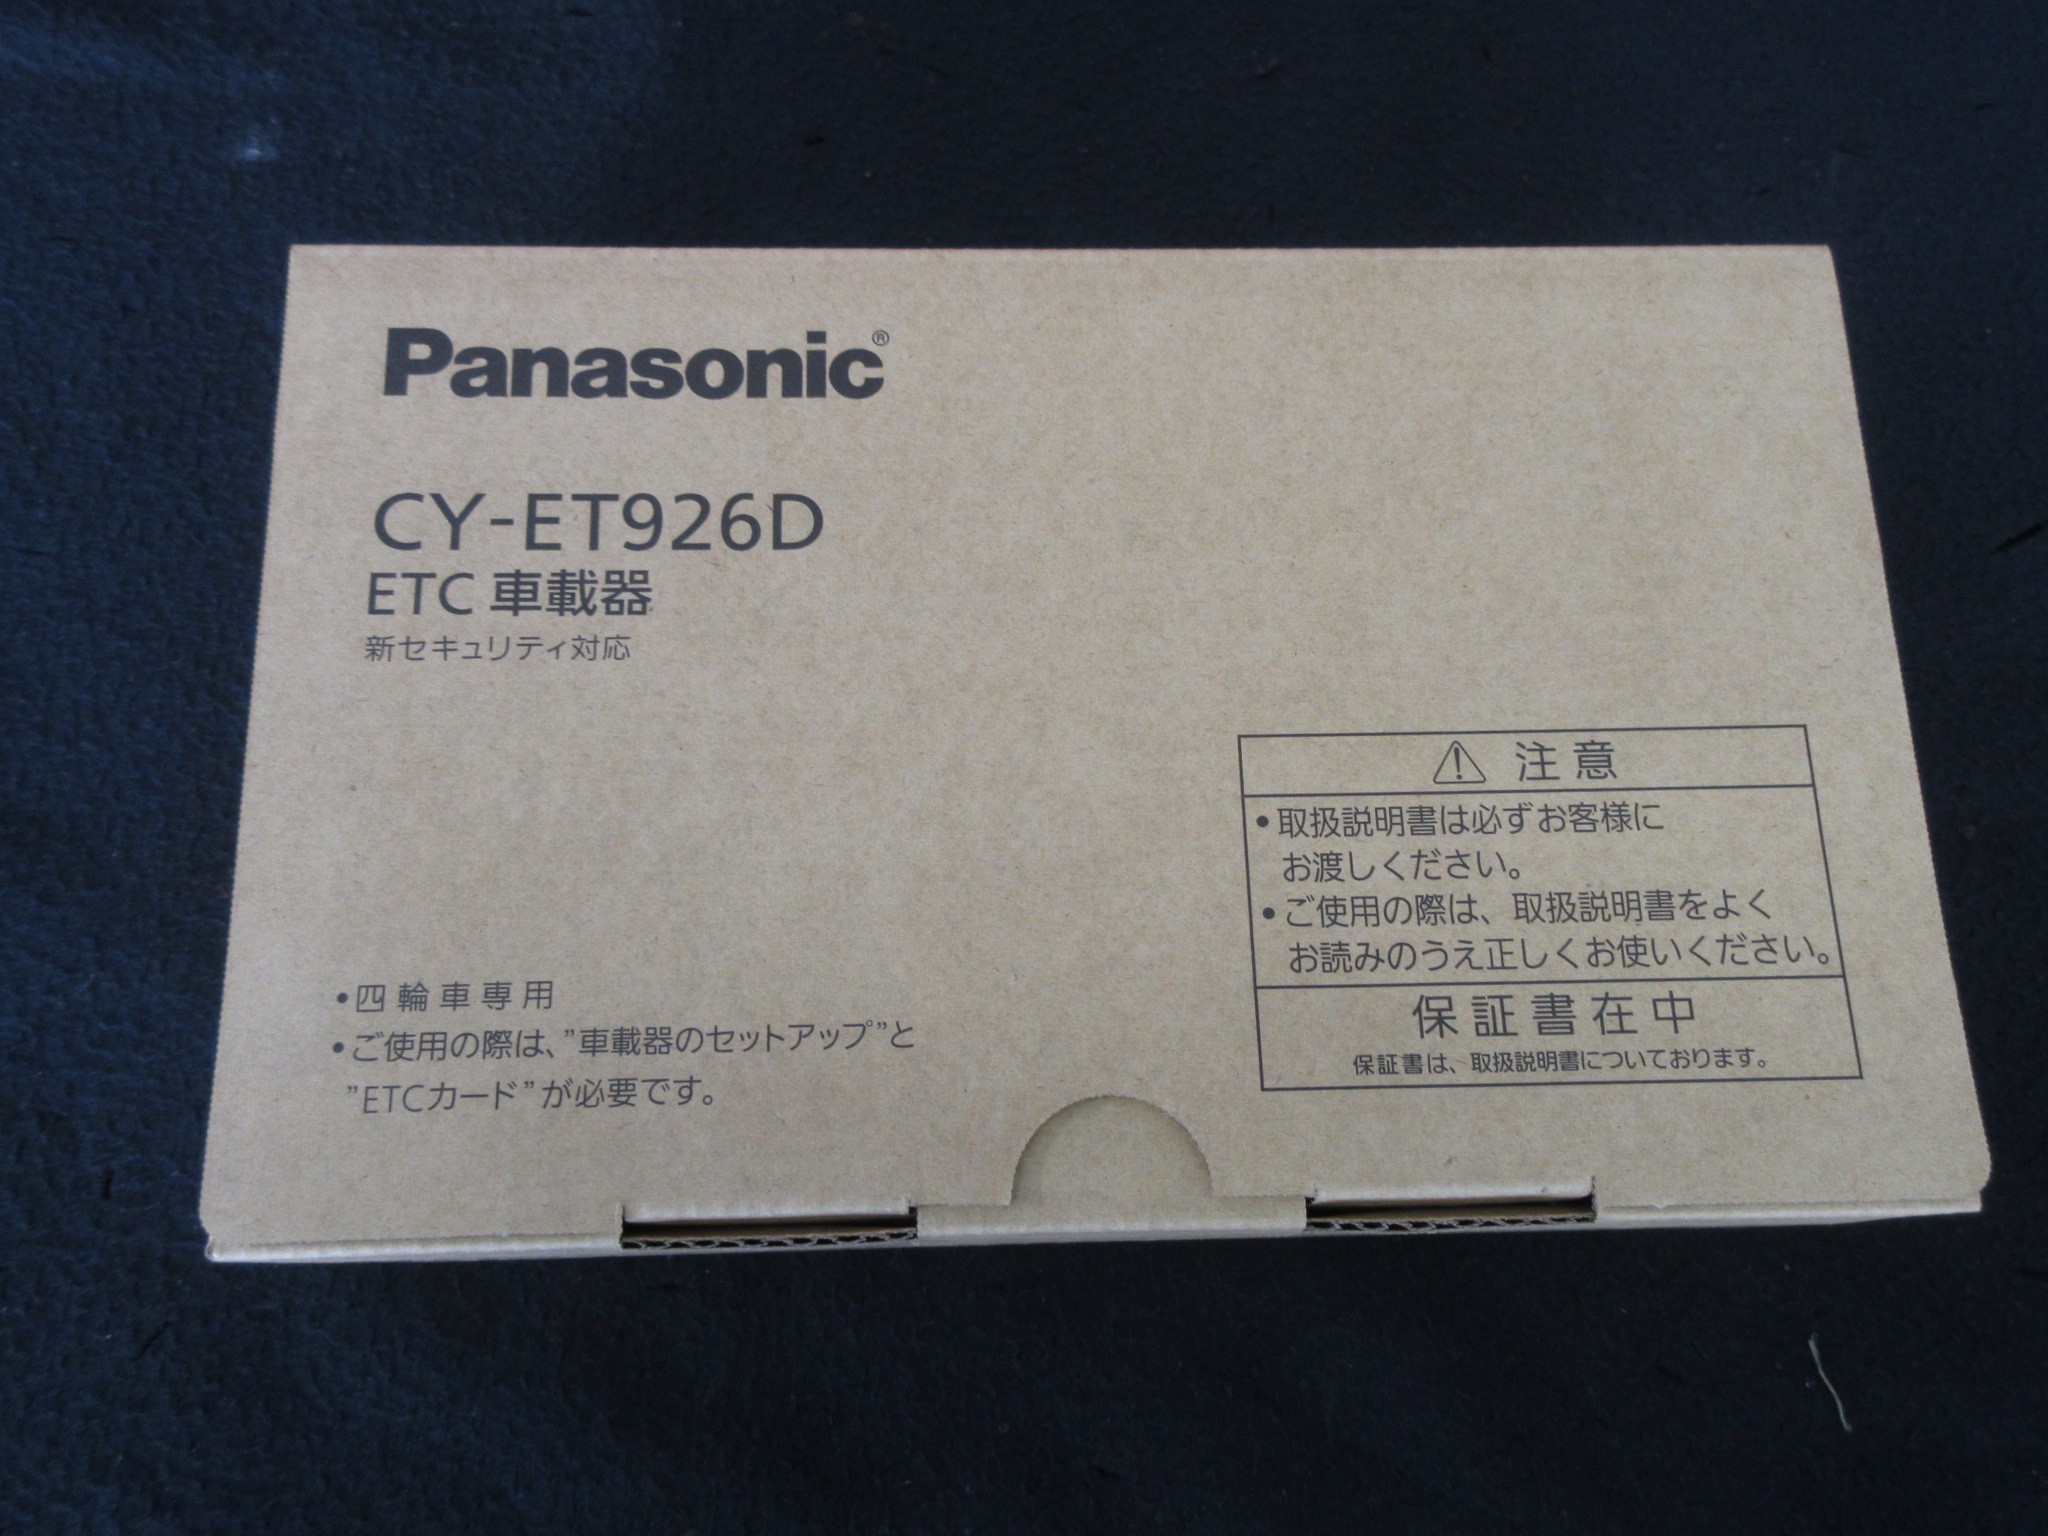 Panasonic®
CY-ET926D
ETC 車載器
新セキュリティ対応
•四輪車専用
•ご使用の際は、”車載器のセットアップ”と
”ETCカード”が必要です。
⚠ 注意
•取扱説明書は必ずお客様に
お渡しください。
•ご使用の際は、取扱説明書をよく
お読みのうえ正しくお使いください。
保証書在中
保証書は、取扱説明書についております。